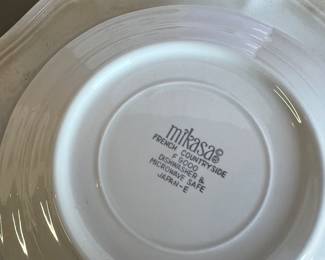 mikasa®
FRENCH COUNTRYSIDE
F 9000
DISHWASHER &
MICROWAVE SAFE
JAPAN-E